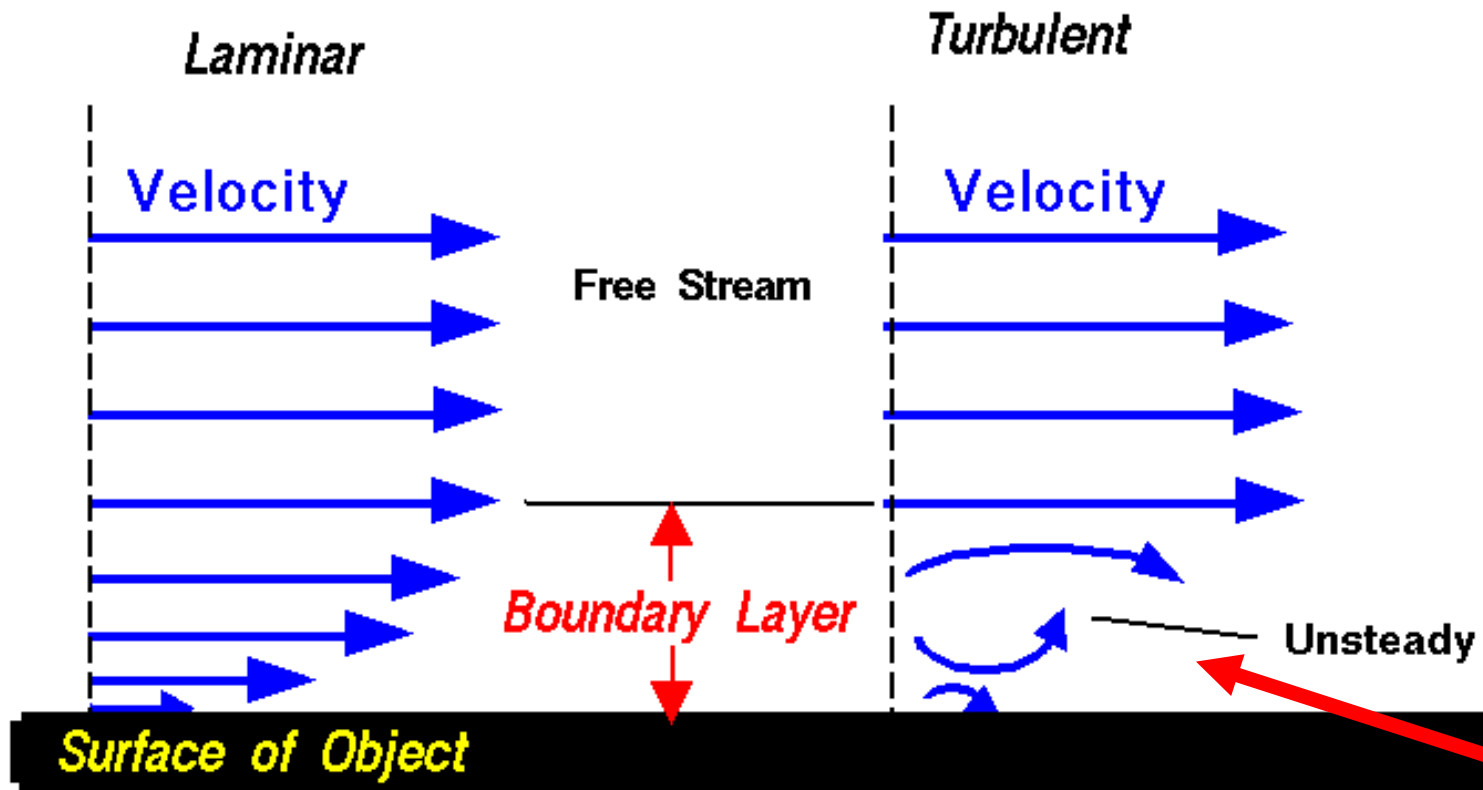 Laminar
Turbulent
Velocity
Velocity
Free Stream
Boundary Layer
Unsteady
Surface of Object